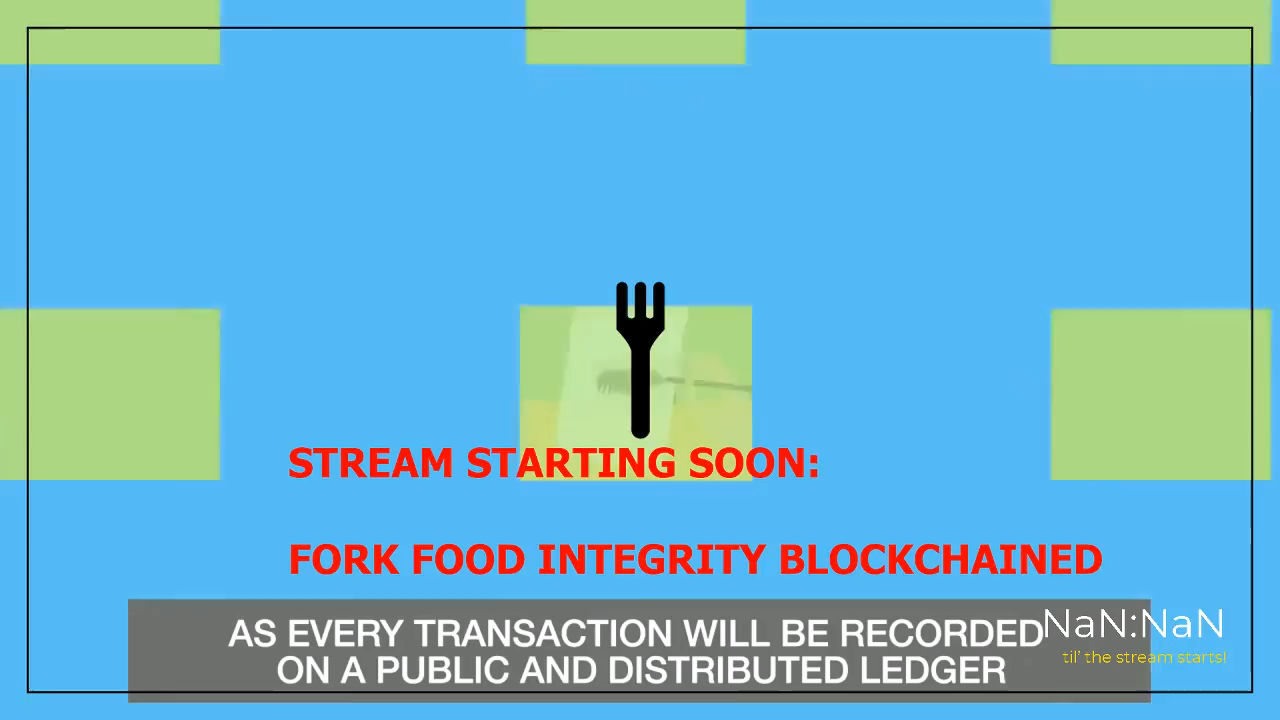 STREAM STARTING SOON:
FORK FOOD INTEGRITY BLOCKCHAINED
AS EVERY TRANSACTION WILL BE RECORDED
ON A PUBLIC AND DISTRIBUTED LEDGER
NaN:NaN
til' the stream starts!